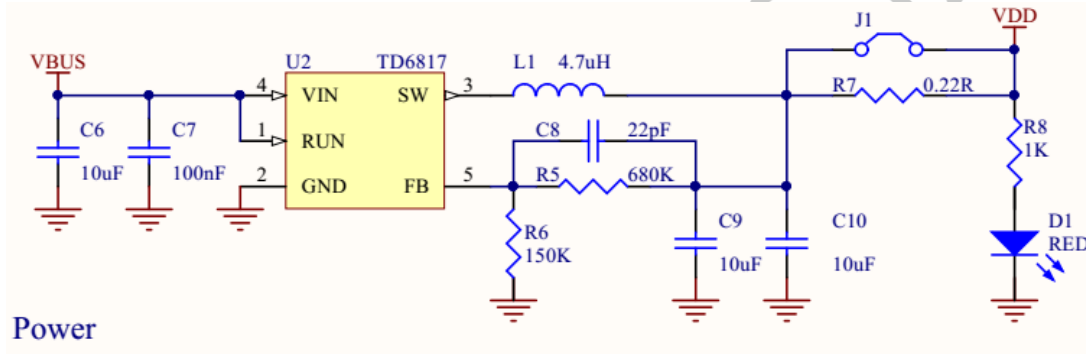 J1
VDD
VBUS
U2
TD6817
L1
4.7uH
4
VIN
SW
3
R7
0.22R
C6
C7
1
RUN
C8
22pF
R8
1K
10uF
100nF
2
GND
FB
5
R5
680K
R6
150K
C9
C10
D1
RED
10uF
10uF
Power